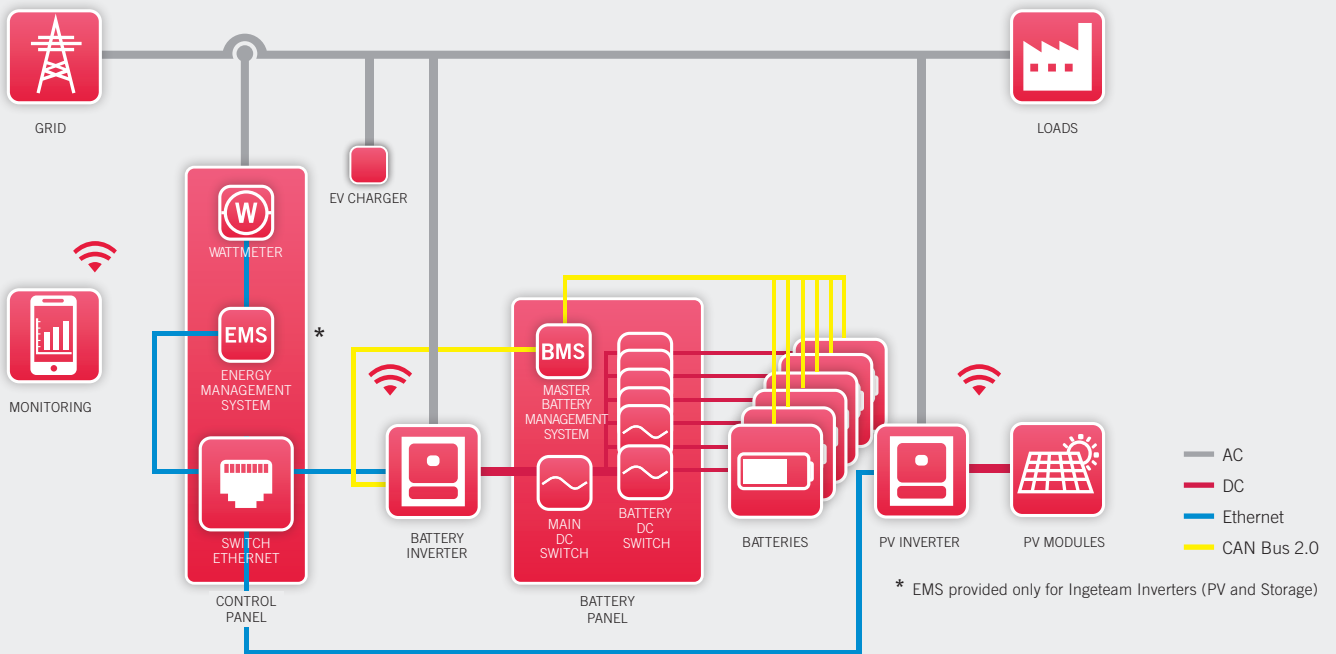 GRID
LOADS
EV CHARGER
W
WATTMETER
EMS
*
ENERGY
MANAGEMENT
SYSTEM
MONITORING
BMS
MASTER
BATTERY
MANAGEMENT
SYSTEM
SWITCH
ETHERNET
CONTROL
PANEL
BATTERY
INVERTER
MAIN
DC
SWITCH
BATTERY
DC
SWITCH
BATTERY
PANEL
BATTERIES
PV INVERTER
PV MODULES
AC
DC
Ethernet
CAN Bus 2.0
* EMS provided only for Ingeteam Inverters (PV and Storage)